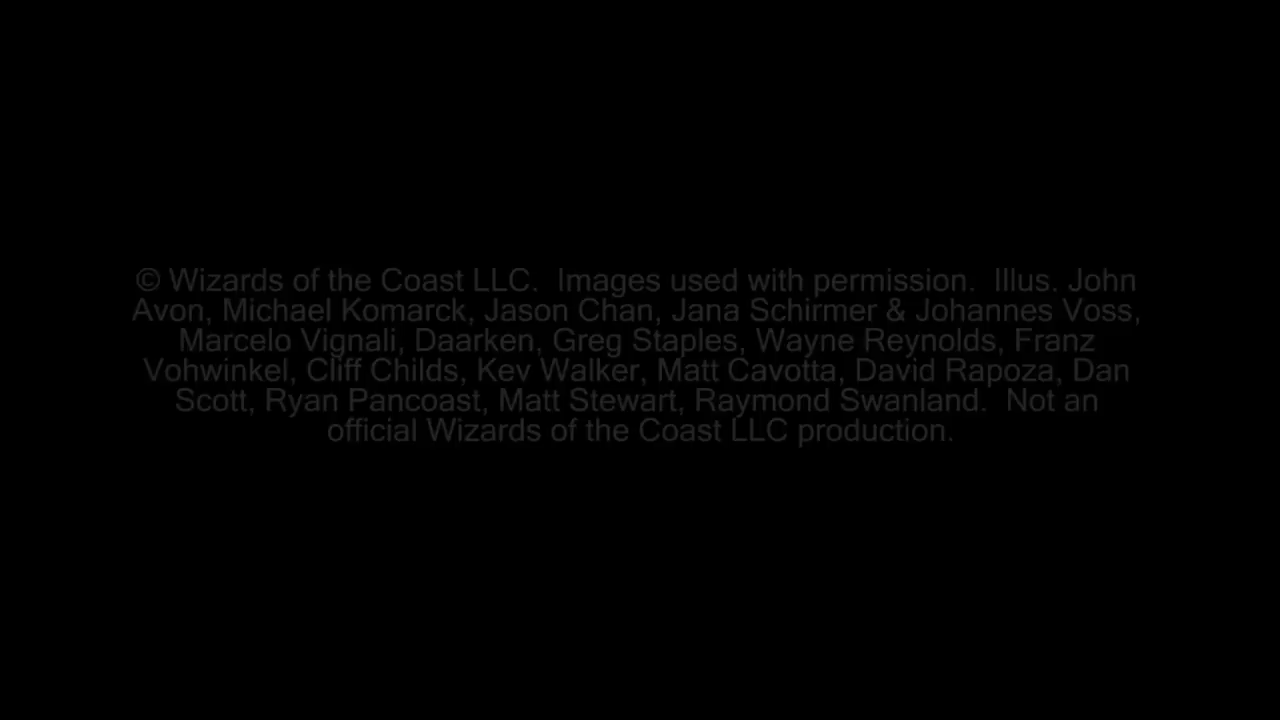 © Wizards of the Coast LLC.  Images used with permission.  Illus. John
Avon, Michael Komarck, Jason Chan, Jana Schirmer & Johannes Voss,
Marcelo Vignali, Daarken, Greg Staples, Wayne Reynolds, Franz
Vohwinkel, Cliff Childs, Kev Walker, Matt Cavotta, David Rapoza, Dan
Scott, Ryan Pancoast, Matt Stewart, Raymond Swanland.  Not an
official Wizards of the Coast LLC production.